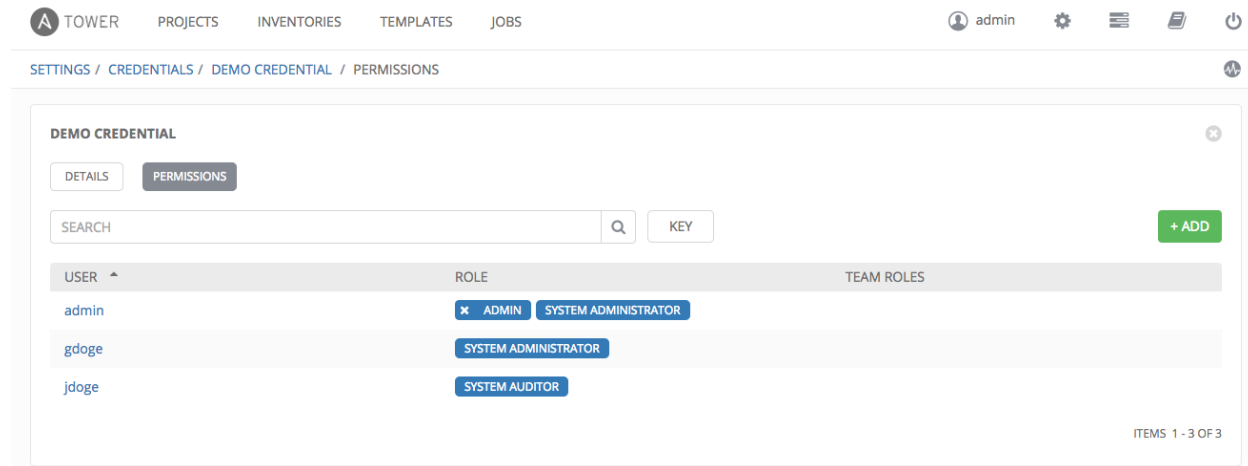 A TOWER PROJECTS INVENTORIES TEMPLATES JOBS admin
SETTINGS / CREDENTIALS / DEMO CREDENTIAL / PERMISSIONS
DEMO CREDENTIAL
DETAILS PERMISSIONS
SEARCH KEY + ADD
USER ROLE TEAM ROLES
admin × ADMIN SYSTEM ADMINISTRATOR
gdoge SYSTEM ADMINISTRATOR
jdoge SYSTEM AUDITOR
ITEMS 1 - 3 OF 3